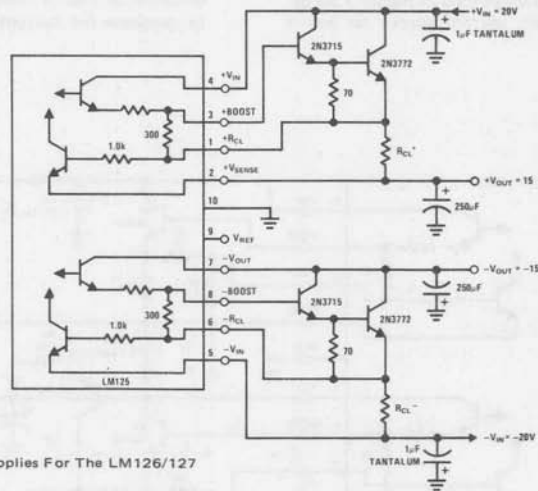 +VIN = 20V
1μF TANTALUM
2N3715
2N3772
4
+VIN
3
+BOOST
70
300
1.0k
1
+RCL
RCL+
2
+VSENSE
+VOUT = 15
10
250μF
9
VREF
7
-VOUT
-VOUT = -15
250μF
8
-BOOST
2N3715
2N3772
300
1.0k
6
-RCL
70
5
-VIN
LM125
RCL-
-VIN = -20V
1μF
TANTALUM
pplies For The LM126/127